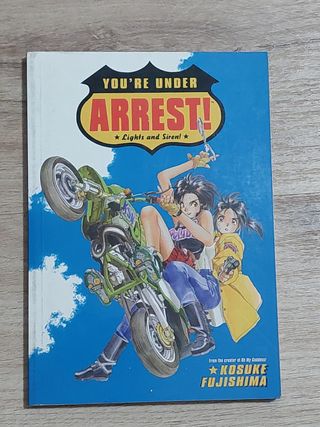 YOU'RE UNDER
ARREST!
★ Lights and Siren! ★
From the creator of Oh My Goddess!
★ KOSUKE
FUJISHIMA